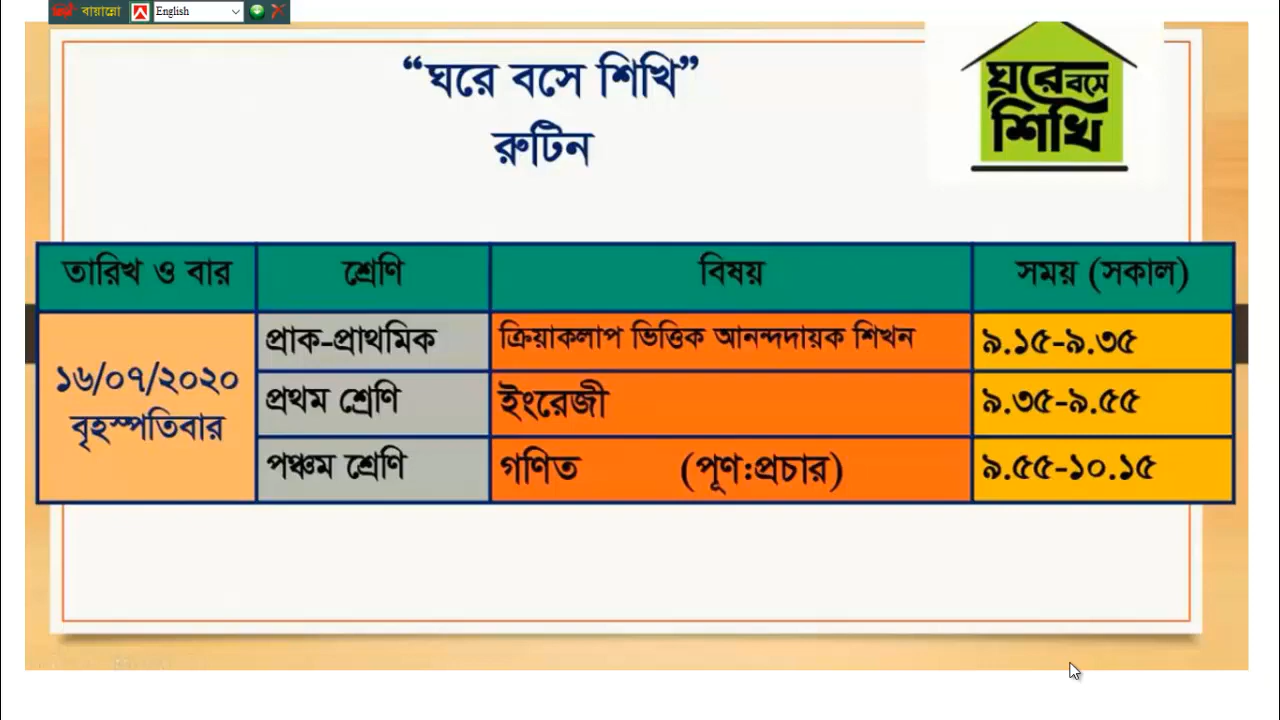 বায়ান্নো English
“ঘরে বসে শিখি”
রুটিন
ঘরে বসে
শিখি
তারিখ ও বার শ্রেণি বিষয় সময় (সকাল)
১৬/০৭/২০২০
বৃহস্পতিবার
প্রাক-প্রাথমিক ক্রিয়াকলাপ ভিত্তিক আনন্দদায়ক শিখন ৯.১৫-৯.৩৫
প্রথম শ্রেণি ইংরেজী ৯.৩৫-৯.৫৫
পঞ্চম শ্রেণি গণিত (পূণ:প্রচার) ৯.৫৫-১০.১৫